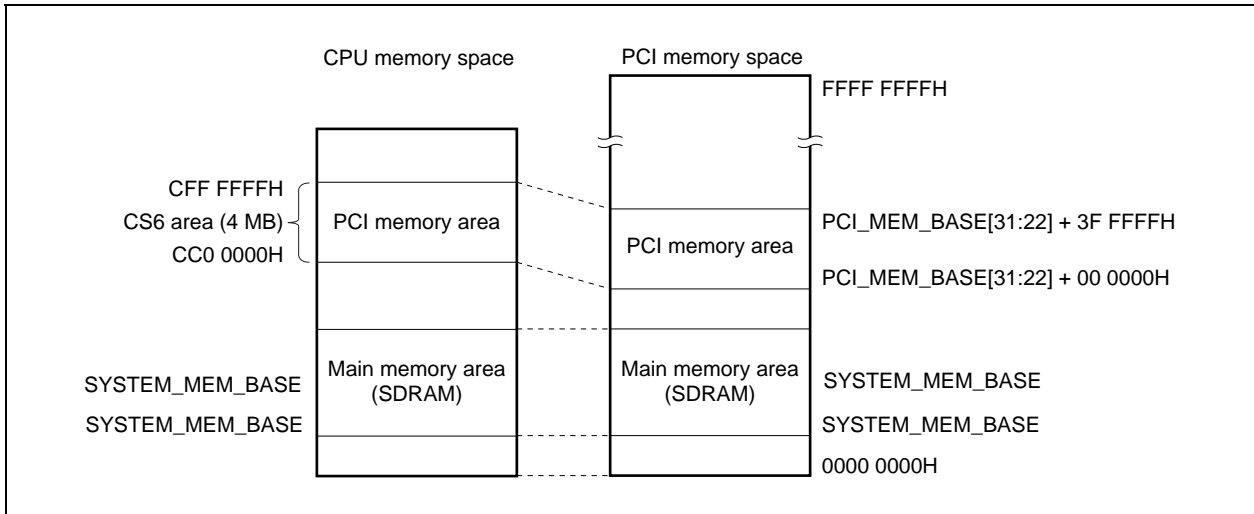 CPU memory space
PCI memory space
FFFF FFFFH
CFF FFFFH
CS6 area (4 MB)
CC0 0000H
PCI memory area
PCI memory area
PCI_MEM_BASE[31:22] + 3F FFFFH
PCI_MEM_BASE[31:22] + 00 0000H
Main memory area
(SDRAM)
Main memory area
(SDRAM)
SYSTEM_MEM_BASE
SYSTEM_MEM_BASE
SYSTEM_MEM_BASE
SYSTEM_MEM_BASE
0000 0000H